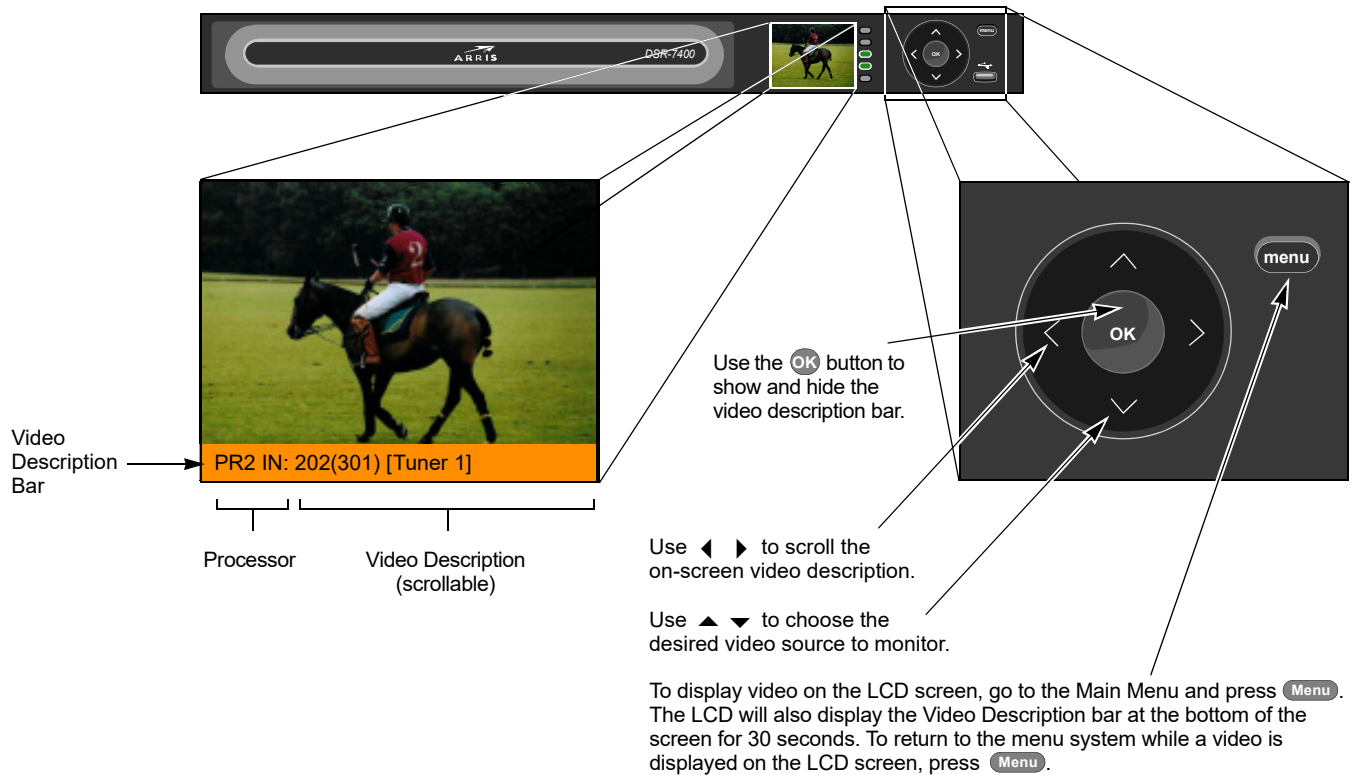 ARRIS
DSR-7400
menu
OK
menu
OK
Use the OK button to
show and hide the
video description bar.
2
Video
Description
Bar
PR2 IN: 202(301) [Tuner 1]
Processor
Video Description
(scrollable)
Use to scroll the
on-screen video description.
Use to choose the
desired video source to monitor.
To display video on the LCD screen, go to the Main Menu and press Menu.
The LCD will also display the Video Description bar at the bottom of the
screen for 30 seconds. To return to the menu system while a video is
displayed on the LCD screen, press Menu.